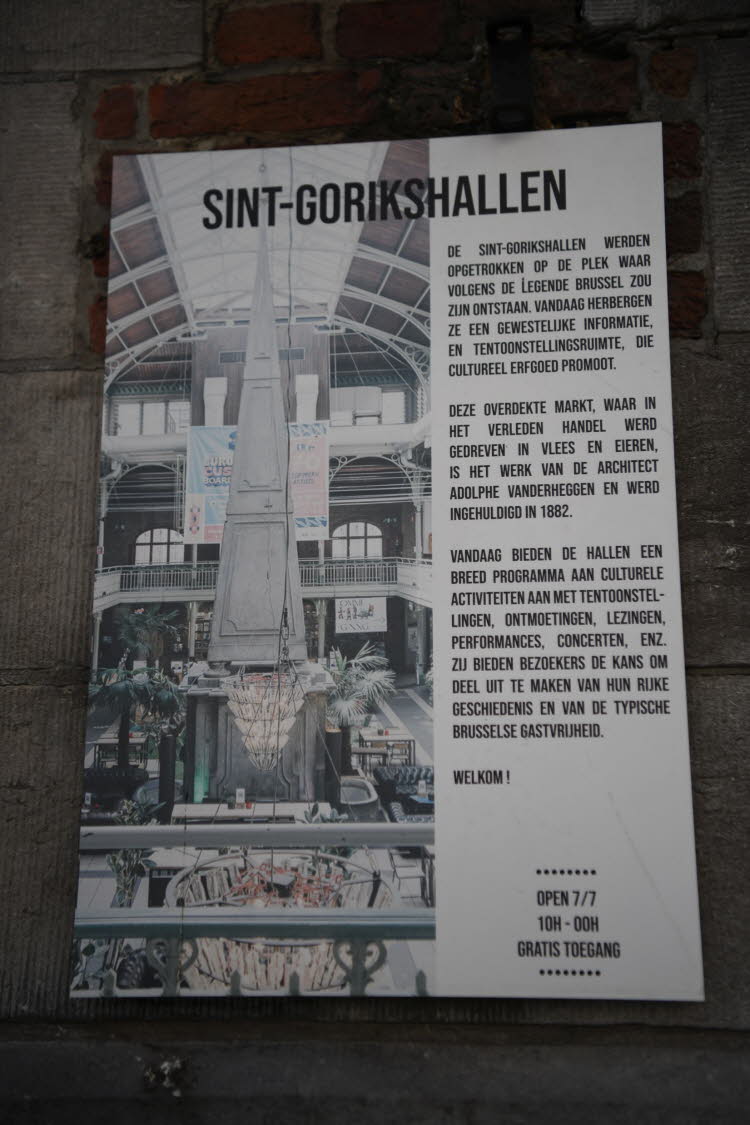 SINT-GORIKSHALLEN
DE SINT-GORIKSHALLEN WERDEN
OPGETROKKEN OP DE PLEK WAAR
VOLGENS DE LEGENDE BRUSSEL ZOU
ZIJN ONTSTAAN. VANDAAG HERBERGEN
ZE EEN GEWESTELIJKE INFORMATIE,
EN TENTOONSTELLINGSRUIMTE, DIE
CULTUREEL ERFGOED PROMOOT.
DEZE OVERDEKTE MARKT, WAAR IN
HET VERLEDEN HANDEL WERD
GEDREVEN IN VLEES EN EIEREN,
IS HET WERK VAN DE ARCHITECT
ADOLPHE VANDERHEGGEN EN WERD
INGEHULDIGD IN 1882.
VANDAAG BIEDEN DE HALLEN EEN
BREED PROGRAMMA AAN CULTURELE
ACTIVITEITEN AAN MET TENTOONSTEL-
LINGEN, ONTMOETINGEN, LEZINGEN,
PERFORMANCES, CONCERTEN, ENZ.
ZIJ BIEDEN BEZOEKERS DE KANS OM
DEEL UIT TE MAKEN VAN HUN RIJKE
GESCHIEDENIS EN VAN DE TYPISCHE
BRUSSELSE GASTVRIJHEID.
WELKOM !
OPEN 7/7
10H - 00H
GRATIS TOEGANG